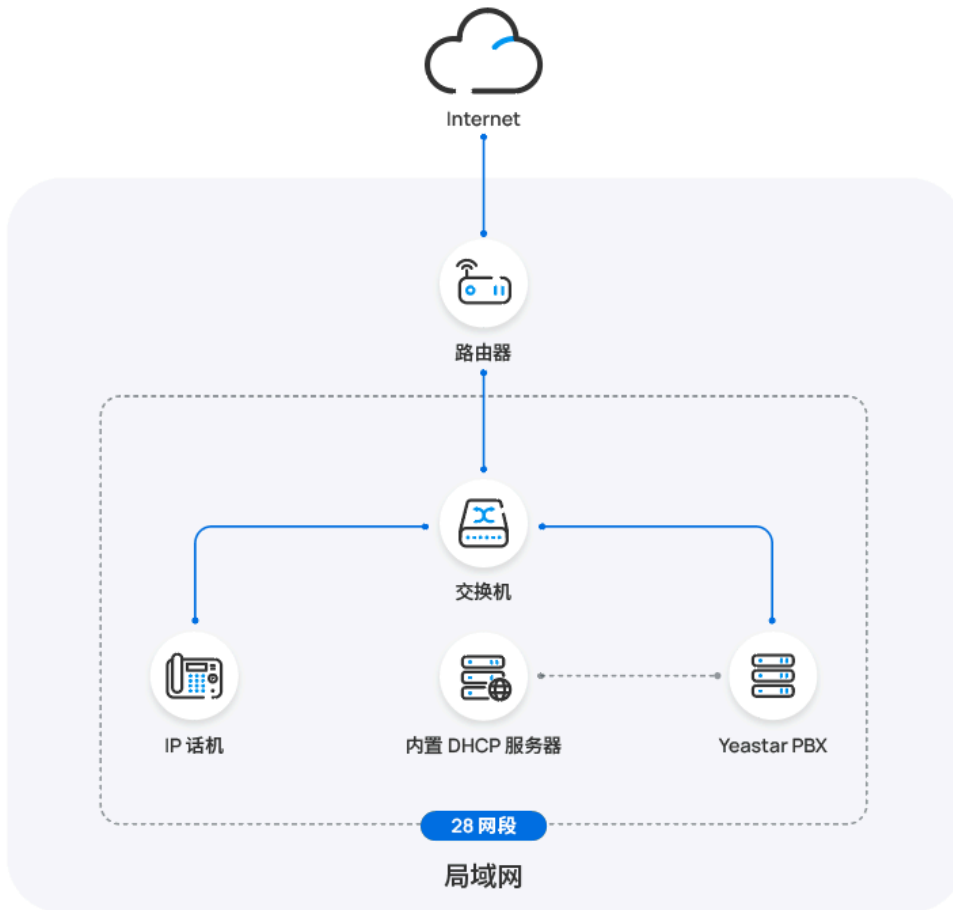 Internet
路由器
交换机
IP 话机
内置 DHCP 服务器
Yeastar PBX
28 网段
局域网